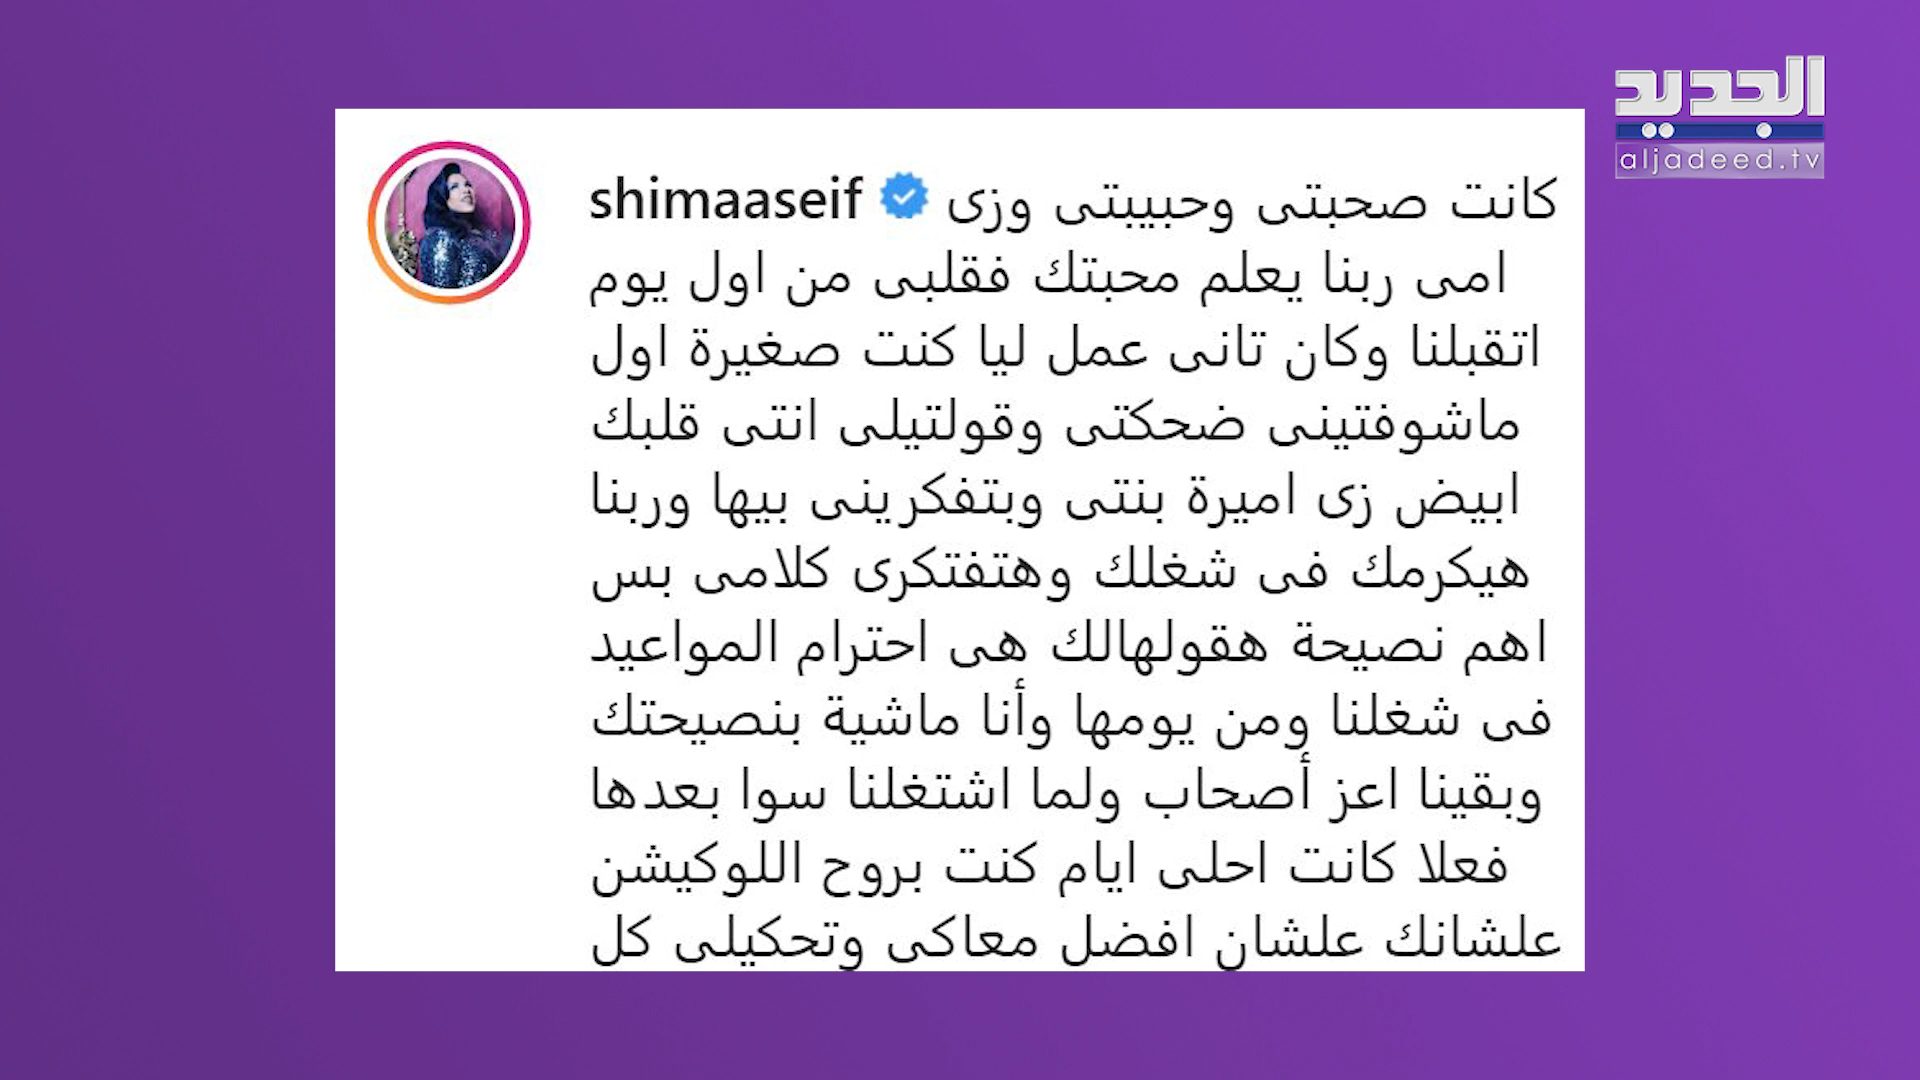 الجديد
aljadeed.tv
shimaaseif كانت صحبتى وحبيبتى وزى
امى ربنا يعلم محبتك فقلبى من اول يوم
اتقبلنا وكان تانى عمل ليا كنت صغيرة اول
ماشوفتينى ضحكتى وقولتيلى انتى قلبك
ابيض زى اميرة بنتى وبتفكرينى بيها وربنا
هيكرمك فى شغلك وهتفتكرى كلامى بس
اهم نصيحة هقولهالك هى احترام المواعيد
فى شغلنا ومن يومها وأنا ماشية بنصيحتك
وبقينا اعز أصحاب ولما اشتغلنا سوا بعدها
فعلا كانت احلى ايام كنت بروح اللوكيشن
علشانك علشان افضل معاكى وتحكيلى كل